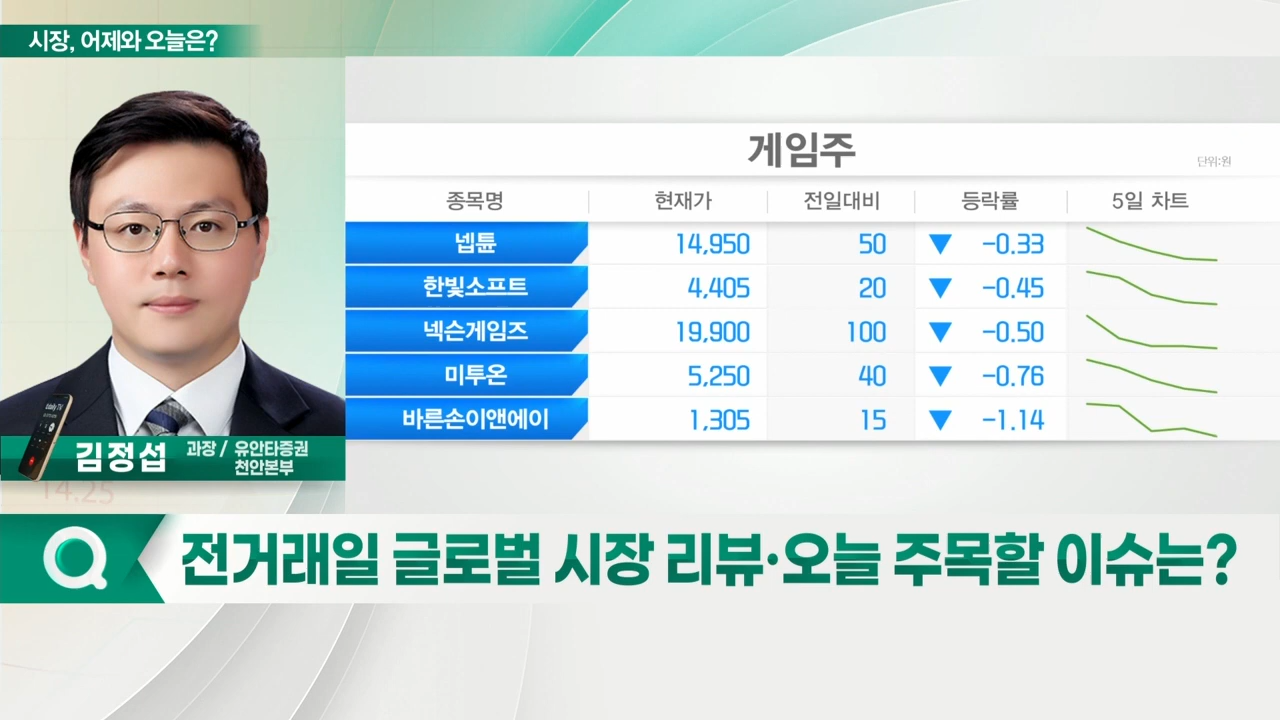 시장, 어제와 오늘은?
게임주
단위:원
종목명 현재가 전일대비 등락률 5일 차트
넵튠 14,950 50 ▼ -0.33
한빛소프트 4,405 20 ▼ -0.45
넥슨게임즈 19,900 100 ▼ -0.50
미투온 5,250 40 ▼ -0.76
바른손이앤에이 1,305 15 ▼ -1.14
김정섭 과장 / 유안타증권
천안본부
14.25
Q 전거래일 글로벌 시장 리뷰·오늘 주목할 이슈는?